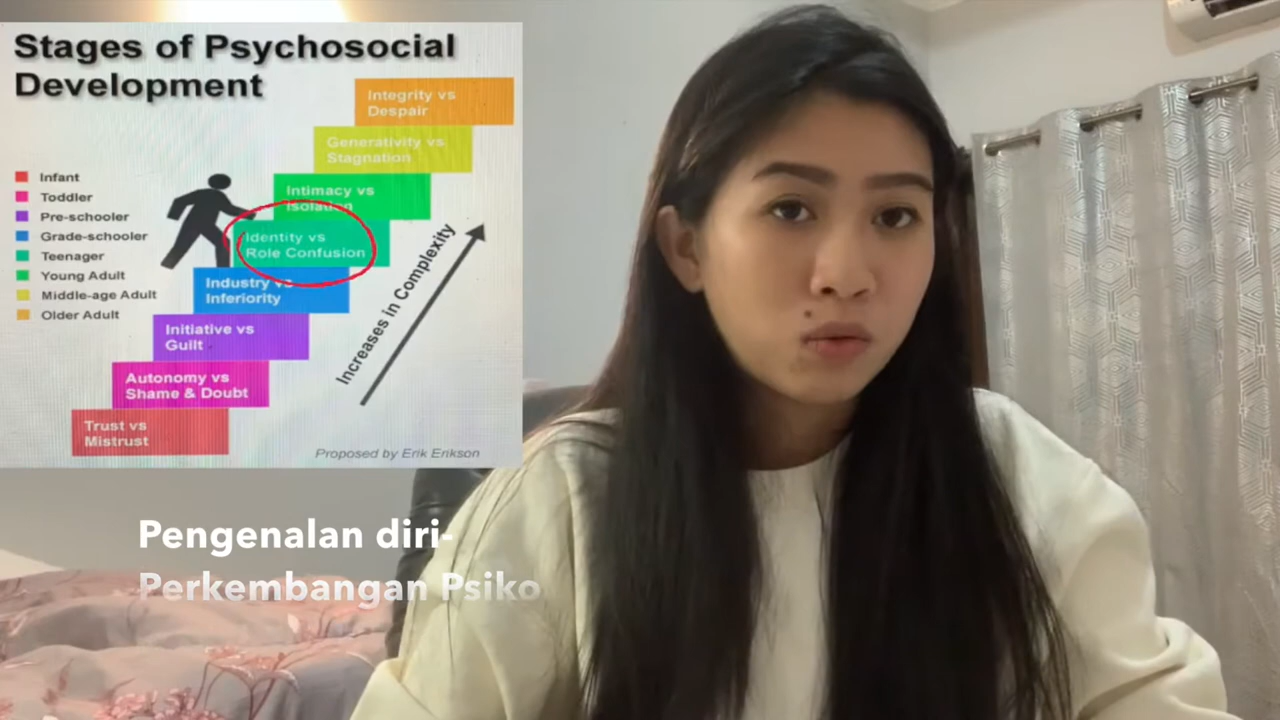 Stages of Psychosocial
Development
Integrity vs
Despair
Generativity vs
Stagnation
Intimacy vs
Isolation
Identity vs
Role Confusion
Industry vs
Inferiority
Initiative vs
Guilt
Autonomy vs
Shame & Doubt
Trust vs
Mistrust
Infant
Toddler
Pre-schooler
Grade-schooler
Teenager
Young Adult
Middle-age Adult
Older Adult
Increases in Complexity
Proposed by Erik Erikson
Pengenalan diri-
Perkembangan Psiko